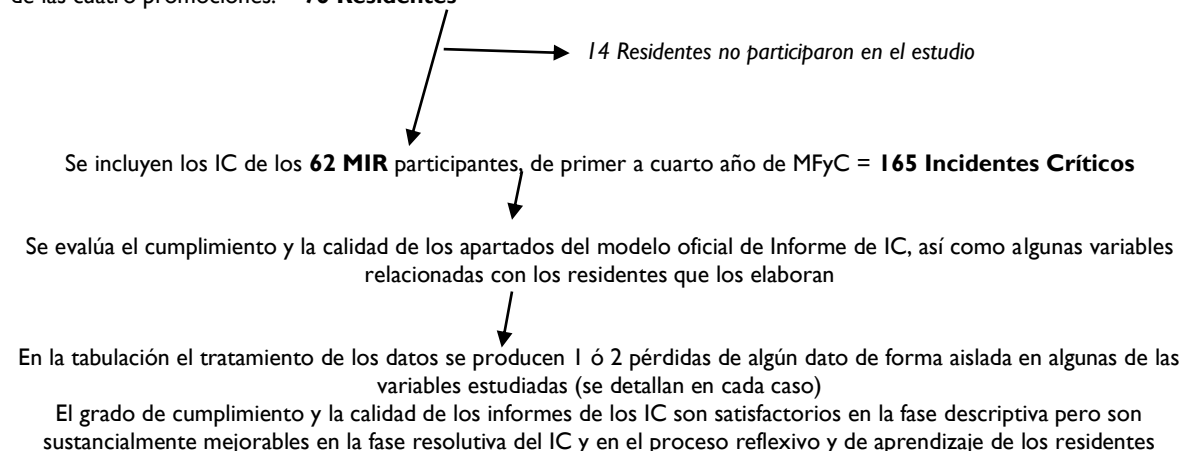 de las cuatro promociones.
Residentes
14 Residentes no participaron en el estudio
Se incluyen los IC de los 62 MIR participantes, de primer a cuarto año de MFyC = 165 Incidentes Críticos
Se evalúa el cumplimiento y la calidad de los apartados del modelo oficial de Informe de IC, así como algunas variables
relacionadas con los residentes que los elaboran
En la tabulación el tratamiento de los datos se producen 1 ó 2 pérdidas de algún dato de forma aislada en algunas de las
variables estudiadas (se detallan en cada caso)
El grado de cumplimiento y la calidad de los informes de los IC son satisfactorios en la fase descriptiva pero son
sustancialmente mejorables en la fase resolutiva del IC y en el proceso reflexivo y de aprendizaje de los residentes